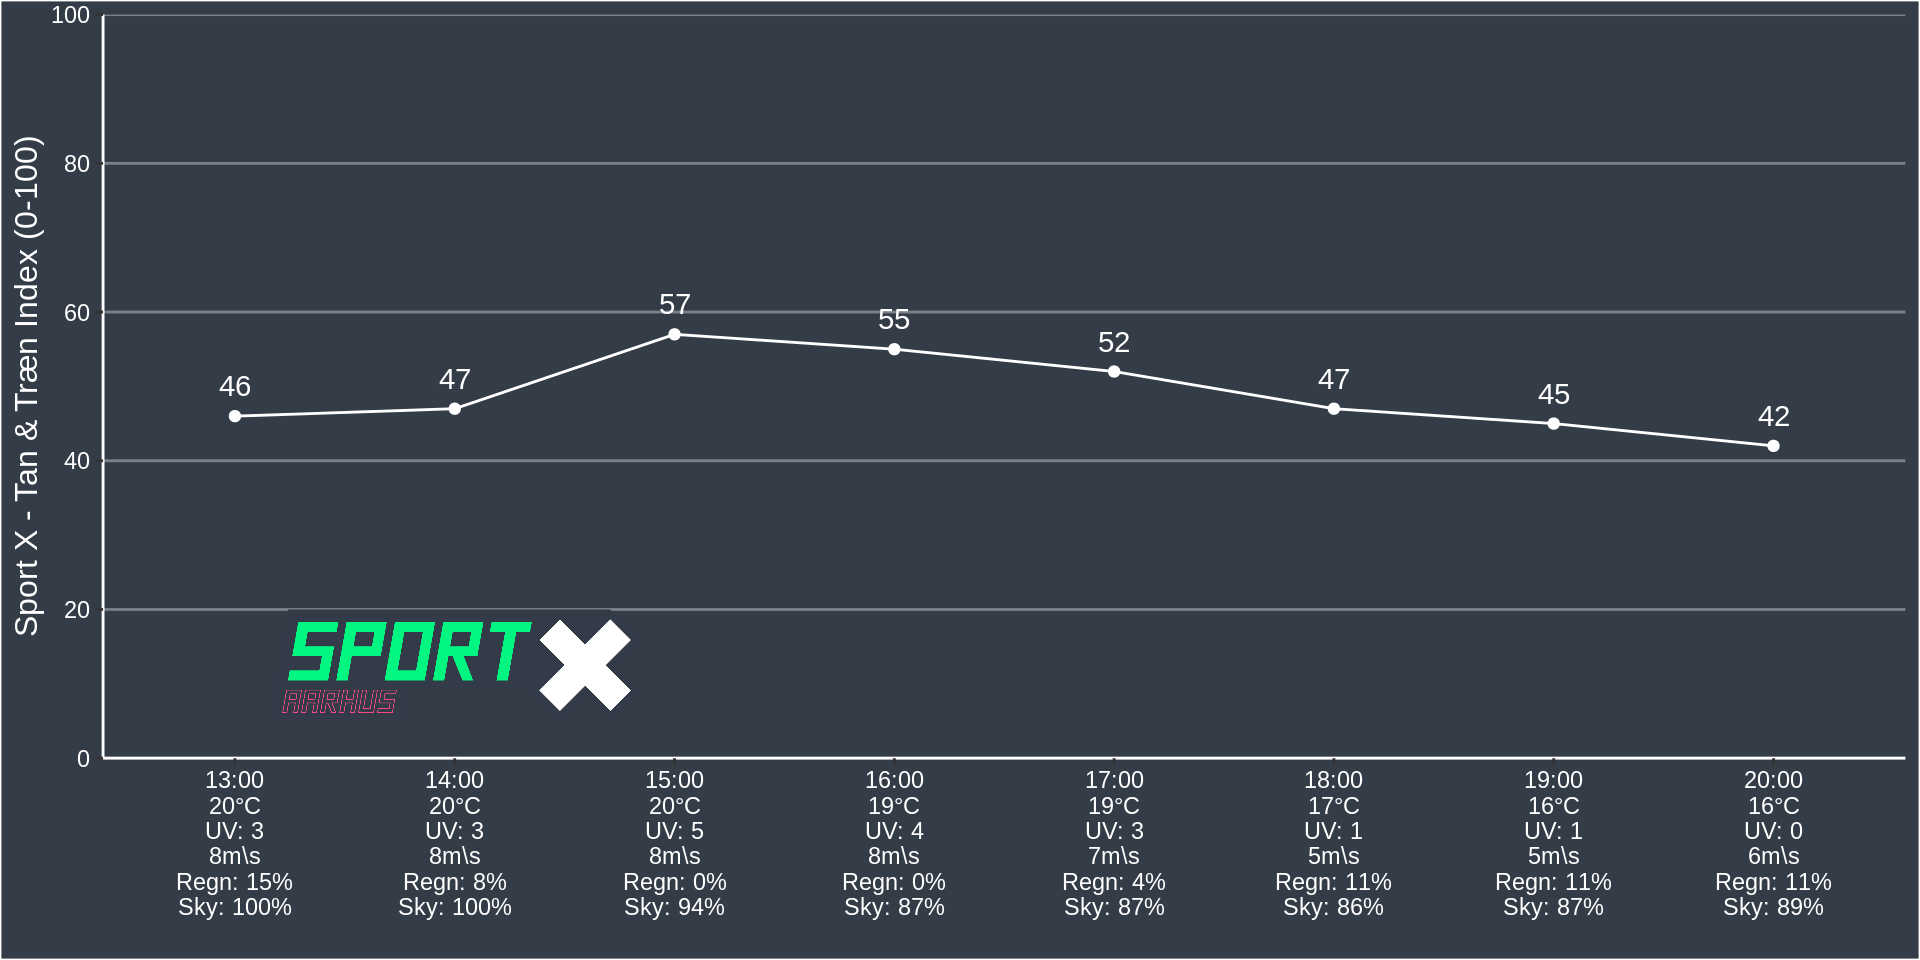 Sport X - Tan & Træn Index (0-100)
100
80
60
40
20
0
46
47
57
55
52
47
45
42
SPORT X
AARHUS
13:00 14:00 15:00 16:00 17:00 18:00 19:00 20:00
20°C 20°C 20°C 19°C 19°C 17°C 16°C 16°C
UV: 3 UV: 3 UV: 5 UV: 4 UV: 3 UV: 1 UV: 1 UV: 0
8m\s 8m\s 8m\s 8m\s 7m\s 5m\s 5m\s 6m\s
Regn: 15% Regn: 8% Regn: 0% Regn: 0% Regn: 4% Regn: 11% Regn: 11% Regn: 11%
Sky: 100% Sky: 100% Sky: 94% Sky: 87% Sky: 87% Sky: 86% Sky: 87% Sky: 89%